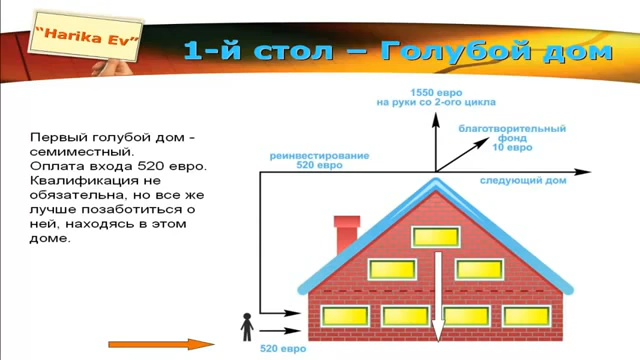 "Harika Ev"
1-й стол – Голубой дом
1550 евро
на руки со 2-ого цикла
благотворительный
фонд
10 евро
реинвестирование
520 евро
следующий дом
Первый голубой дом -
семиместный.
Оплата входа 520 евро.
Квалификация не
обязательна, но все же
лучше позаботиться о
ней, находясь в этом
доме.
520 евро